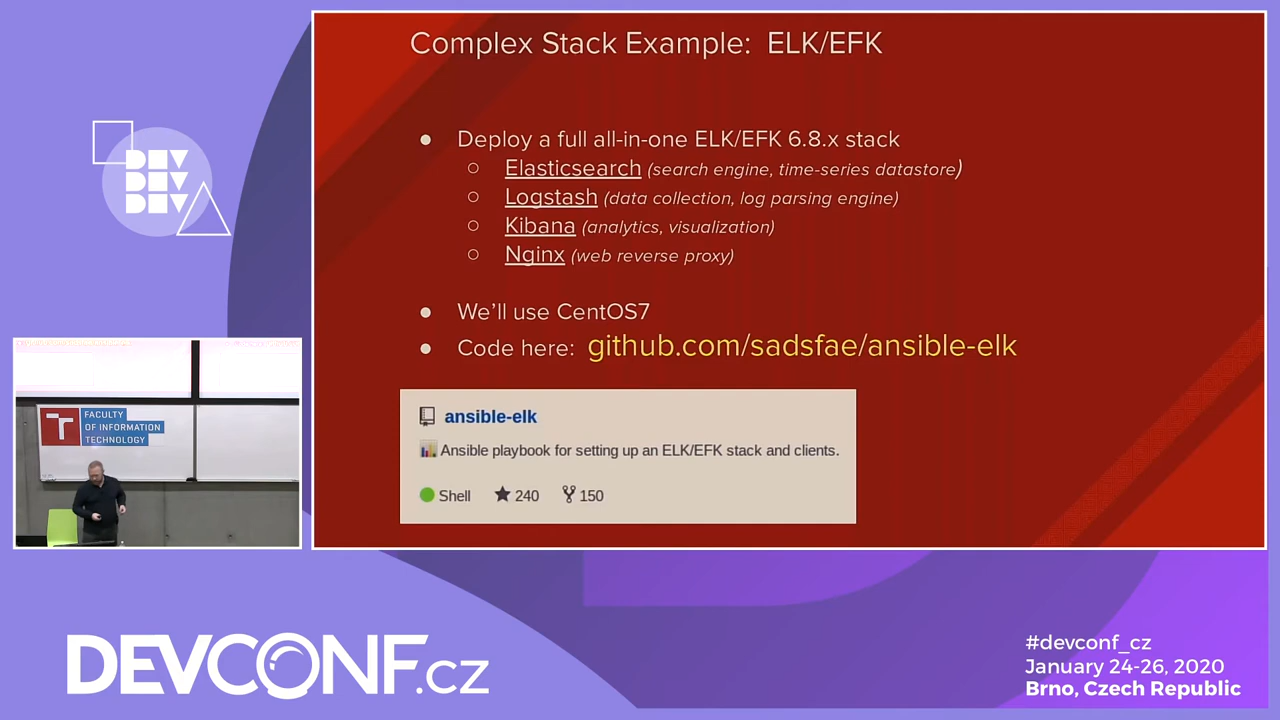 Complex Stack Example: ELK/EFK
● Deploy a full all-in-one ELK/EFK 6.8.x stack
○ Elasticsearch (search engine, time-series datastore)
○ Logstash (data collection, log parsing engine)
○ Kibana (analytics, visualization)
○ Nginx (web reverse proxy)
● We'll use CentOS7
● Code here: github.com/sadsfae/ansible-elk
ansible-elk
Ansible playbook for setting up an ELK/EFK stack and clients.
Shell 240 150
DEV
DEV
DEV
FACULTY
OF INFORMATION
TECHNOLOGY
DEVCONF.cz
#devconf_cz
January 24-26, 2020
Brno, Czech Republic